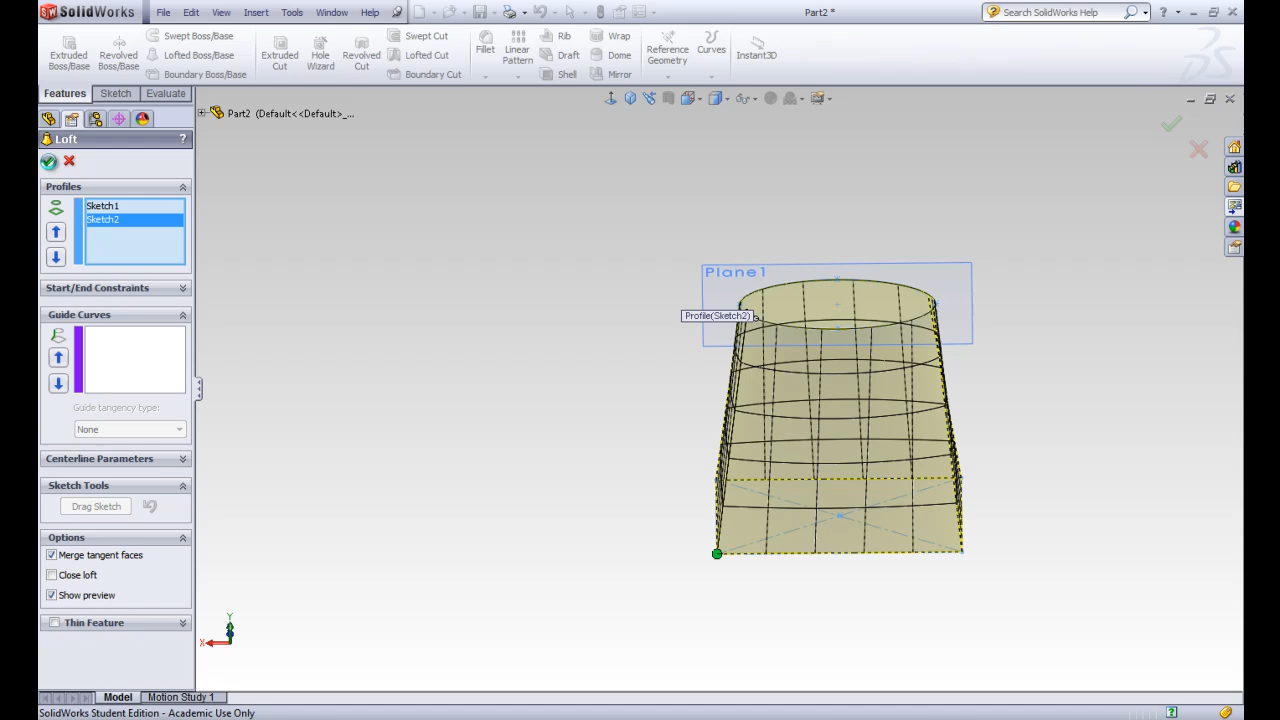 SolidWorks
File Edit View Insert Tools Window Help
Part2 *
Search SolidWorks Help
Extruded Boss/Base
Revolved Boss/Base
Swept Boss/Base
Lofted Boss/Base
Boundary Boss/Base
Extruded Cut
Hole Wizard
Revolved Cut
Swept Cut
Lofted Cut
Boundary Cut
Fillet
Linear Pattern
Rib
Draft
Shell
Wrap
Dome
Mirror
Reference Geometry
Curves
Instant3D
Features Sketch Evaluate
Part2 (Default<<Default>_...
Loft ?
Profiles
Sketch1
Sketch2
Start/End Constraints
Guide Curves
Guide tangency type:
None
Centerline Parameters
Sketch Tools
Drag Sketch
Options
Merge tangent faces
Close loft
Show preview
Thin Feature
Plane1
Profile(Sketch2)
Y
X
Model Motion Study 1
SolidWorks Student Edition - Academic Use Only